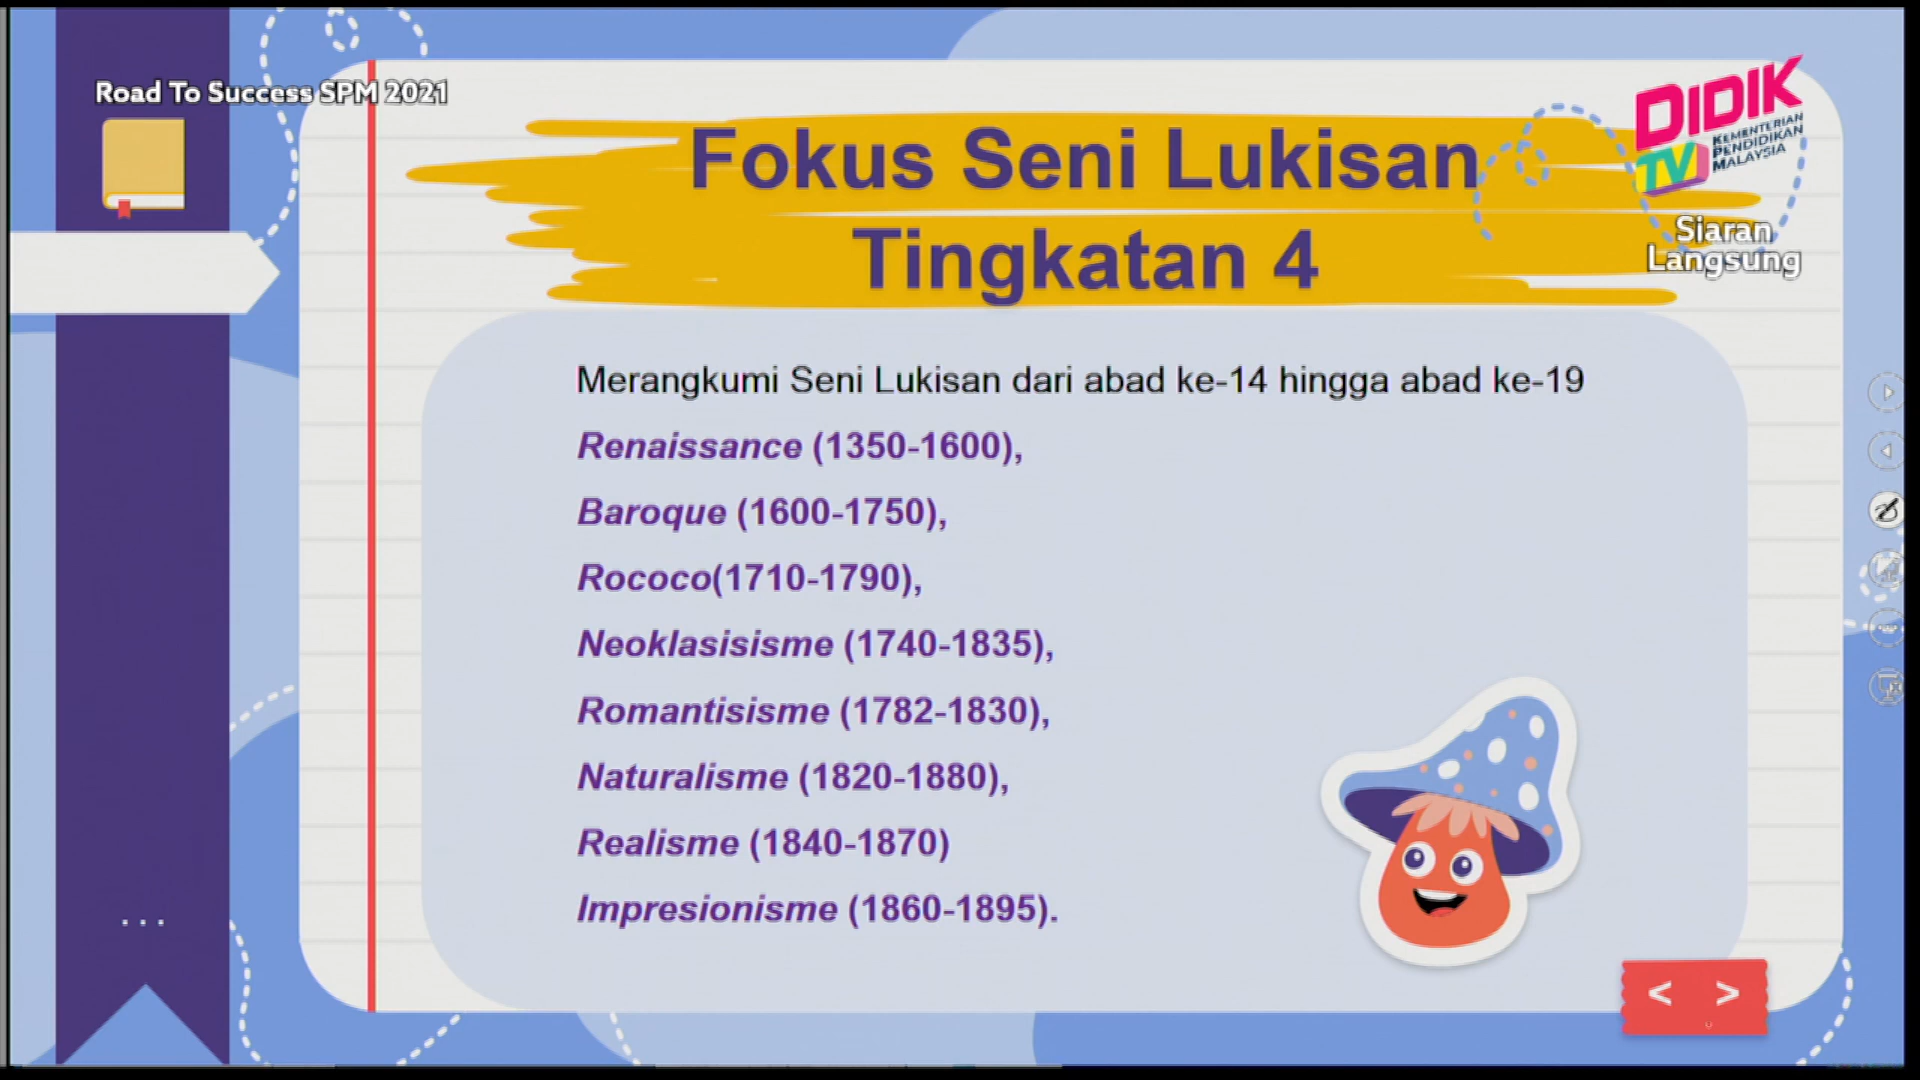 Road To Success SPM 2021
DIDIK
TV
KEMENTERIAN
PENDIDIKAN
MALAYSIA
Siaran
Langsung
Fokus Seni Lukisan
Tingkatan 4
Merangkumi Seni Lukisan dari abad ke-14 hingga abad ke-19
Renaissance (1350-1600),
Baroque (1600-1750),
Rococo(1710-1790),
Neoklasisisme (1740-1835),
Romantisisme (1782-1830),
Naturalisme (1820-1880),
Realisme (1840-1870)
Impresionisme (1860-1895).
. . .
< >